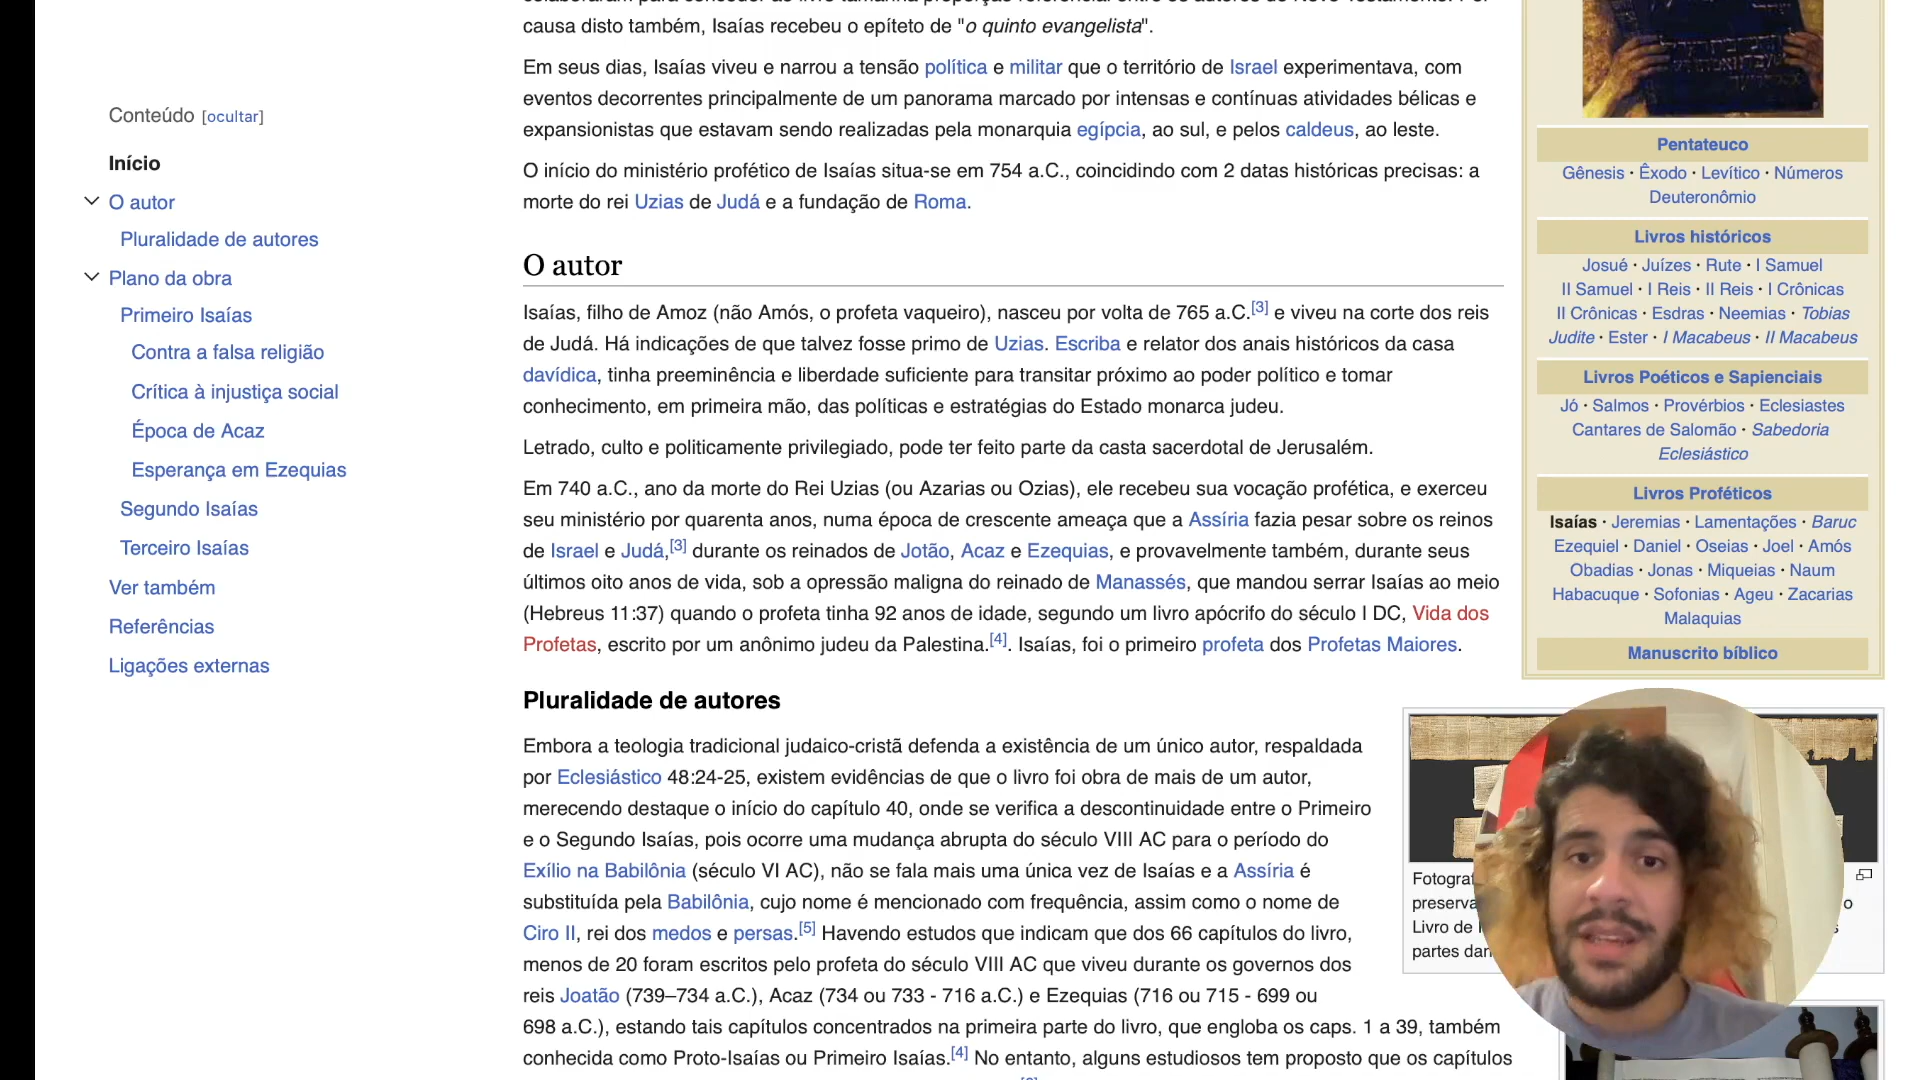 causa disto também, Isaías recebeu o epíteto de "o quinto evangelista".
Em seus dias, Isaías viveu e narrou a tensão política e militar que o território de Israel experimentava, com
eventos decorrentes principalmente de um panorama marcado por intensas e contínuas atividades bélicas e
expansionistas que estavam sendo realizadas pela monarquia egípcia, ao sul, e pelos caldeus, ao leste.
O início do ministério profético de Isaías situa-se em 754 a.C., coincidindo com 2 datas históricas precisas: a
morte do rei Uzias de Judá e a fundação de Roma.
Conteúdo [ocultar]
Início
O autor
Pluralidade de autores
Plano da obra
Primeiro Isaías
Contra a falsa religião
Crítica à injustiça social
Época de Acaz
Esperança em Ezequias
Segundo Isaías
Terceiro Isaías
Ver também
Referências
Ligações externas
O autor
Isaías, filho de Amoz (não Amós, o profeta vaqueiro), nasceu por volta de 765 a.C.[3] e viveu na corte dos reis
de Judá. Há indicações de que talvez fosse primo de Uzias. Escriba e relator dos anais históricos da casa
davídica, tinha preeminência e liberdade suficiente para transitar próximo ao poder político e tomar
conhecimento, em primeira mão, das políticas e estratégias do Estado monarca judeu.
Letrado, culto e politicamente privilegiado, pode ter feito parte da casta sacerdotal de Jerusalém.
Em 740 a.C., ano da morte do Rei Uzias (ou Azarias ou Ozias), ele recebeu sua vocação profética, e exerceu
seu ministério por quarenta anos, numa época de crescente ameaça que a Assíria fazia pesar sobre os reinos
de Israel e Judá,[3] durante os reinados de Jotão, Acaz e Ezequias, e provavelmente também, durante seus
últimos oito anos de vida, sob a opressão maligna do reinado de Manassés, que mandou serrar Isaías ao meio
(Hebreus 11:37) quando o profeta tinha 92 anos de idade, segundo um livro apócrifo do século I DC, Vida dos
Profetas, escrito por um anônimo judeu da Palestina.[4]. Isaías, foi o primeiro profeta dos Profetas Maiores.
Pluralidade de autores
Embora a teologia tradicional judaico-cristã defenda a existência de um único autor, respaldada
por Eclesiástico 48:24-25, existem evidências de que o livro foi obra de mais de um autor,
merecendo destaque o início do capítulo 40, onde se verifica a descontinuidade entre o Primeiro
e o Segundo Isaías, pois ocorre uma mudança abrupta do século VIII AC para o período do
Exílio na Babilônia (século VI AC), não se fala mais uma única vez de Isaías e a Assíria é
substituída pela Babilônia, cujo nome é mencionado com frequência, assim como o nome de
Ciro II, rei dos medos e persas.[5] Havendo estudos que indicam que dos 66 capítulos do livro,
menos de 20 foram escritos pelo profeta do século VIII AC que viveu durante os governos dos
reis Joatão (739–734 a.C.), Acaz (734 ou 733 - 716 a.C.) e Ezequias (716 ou 715 - 699 ou
698 a.C.), estando tais capítulos concentrados na primeira parte do livro, que engloba os caps. 1 a 39, também
conhecida como Proto-Isaías ou Primeiro Isaías.[4] No entanto, alguns estudiosos tem proposto que os capítulos
Pentateuco
Gênesis · Êxodo · Levítico · Números
Deuteronômio
Livros históricos
Josué · Juízes · Rute · I Samuel
II Samuel · I Reis · II Reis · I Crônicas
II Crônicas · Esdras · Neemias · Tobias
Judite · Ester · I Macabeus · II Macabeus
Livros Poéticos e Sapienciais
Jó · Salmos · Provérbios · Eclesiastes
Cantares de Salomão · Sabedoria
Eclesiástico
Livros Proféticos
Isaías · Jeremias · Lamentações · Baruc
Ezequiel · Daniel · Oseias · Joel · Amós
Obadias · Jonas · Miqueias · Naum
Habacuque · Sofonias · Ageu · Zacarias
Malaquias
Manuscrito bíblico
Livro de
partes